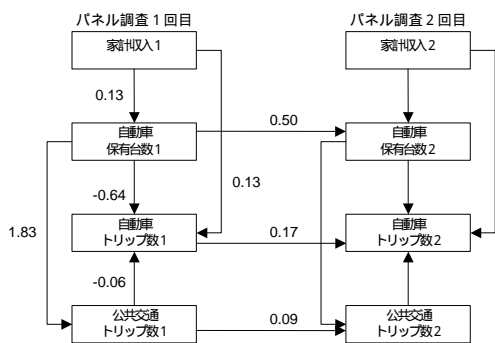 パネル調査1回目
パネル調査2回目
家計収入1
家計収入2
0.13
自動車
保有台数1
0.50
自動車
保有台数2
-0.64
0.13
1.83
自動車
トリップ数1
0.17
自動車
トリップ数2
-0.06
公共交通
トリップ数1
0.09
公共交通
トリップ数2